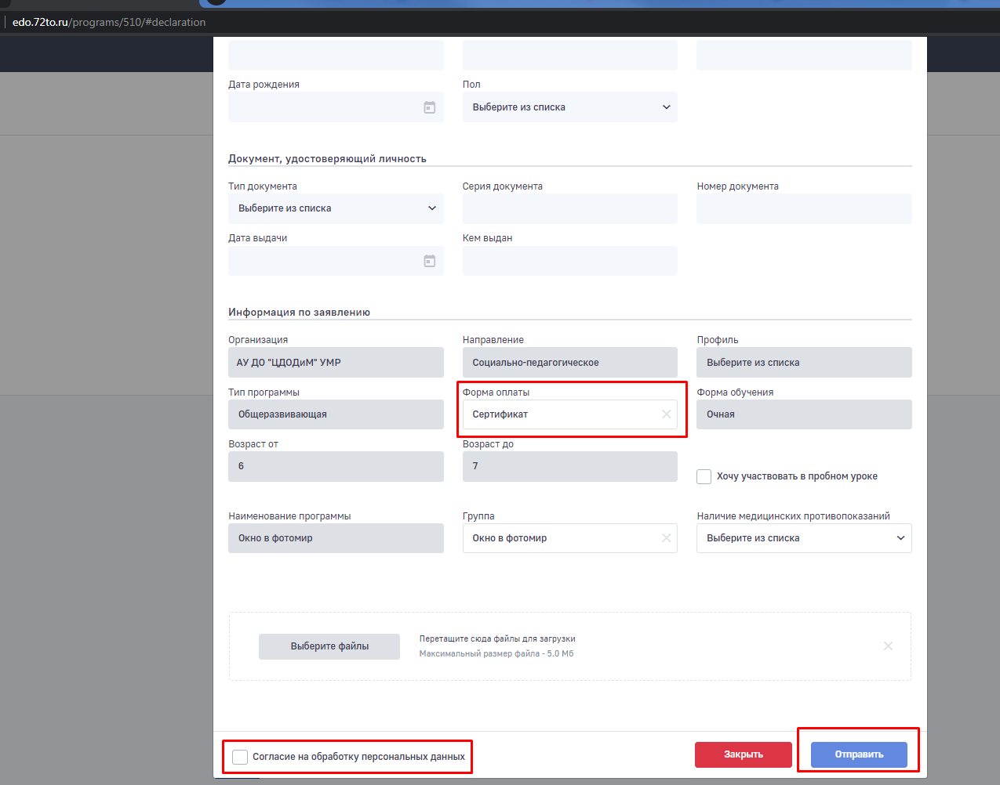 edo.72to.ru/programs/510/#declaration
Дата рождения
Пол
Выберите из списка
Документ, удостоверяющий личность
Тип документа
Серия документа
Номер документа
Выберите из списка
Дата выдачи
Кем выдан
Информация по заявлению
Организация
Направление
Профиль
АУ ДО "ЦДОДиМ" УМР
Социально-педагогическое
Выберите из списка
Тип программы
Форма оплаты
Форма обучения
Общеразвивающая
Сертификат
Очная
Возраст от
Возраст до
6
7
Хочу участвовать в пробном уроке
Наименование программы
Группа
Наличие медицинских противопоказаний
Окно в фотомир
Окно в фотомир
Выберите из списка
Выберите файлы
Перетащите сюда файлы для загрузки
Максимальный размер файла - 5.0 Мб
Согласие на обработку персональных данных
Закрыть
Отправить